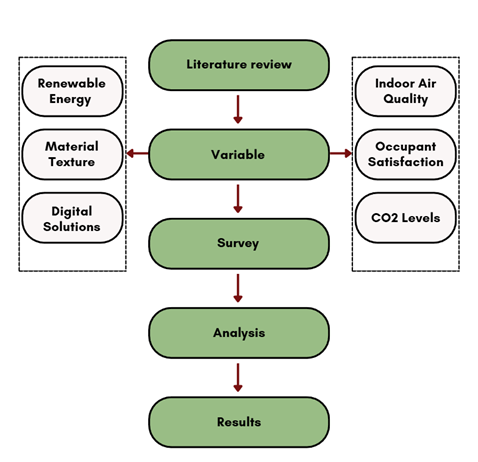 Literature review
Renewable
Energy
Material
Texture
Digital
Solutions
Variable
Indoor Air
Quality
Occupant
Satisfaction
CO2 Levels
Survey
Analysis
Results